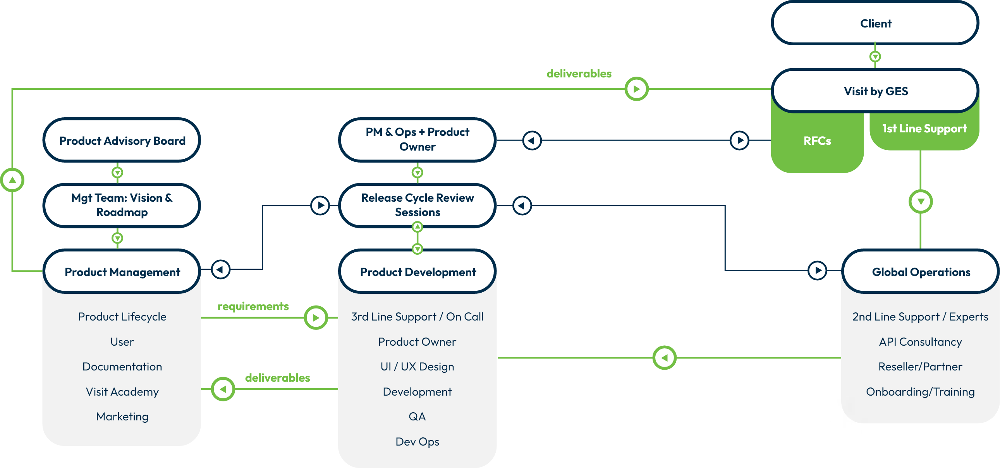 Client
deliverables
Visit by GES
1st Line Support
RFCs
Product Advisory Board
PM & Ops + Product
Owner
Mgt Team: Vision &
Roadmap
Release Cycle Review
Sessions
Product Management
Product Development
Global Operations
requirements
deliverables
Product Lifecycle
User
Documentation
Visit Academy
Marketing
3rd Line Support / On Call
Product Owner
UI / UX Design
Development
QA
Dev Ops
2nd Line Support / Experts
API Consultancy
Reseller/Partner
Onboarding/Training